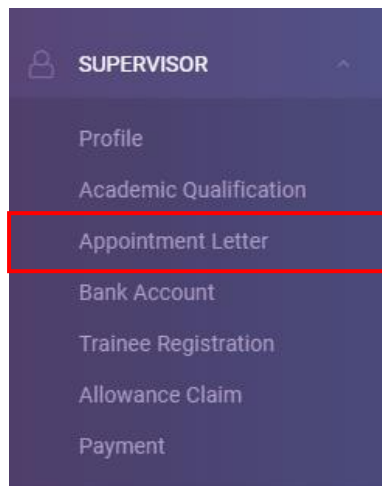 SUPERVISOR
Profile
Academic Qualification
Appointment Letter
Bank Account
Trainee Registration
Allowance Claim
Payment